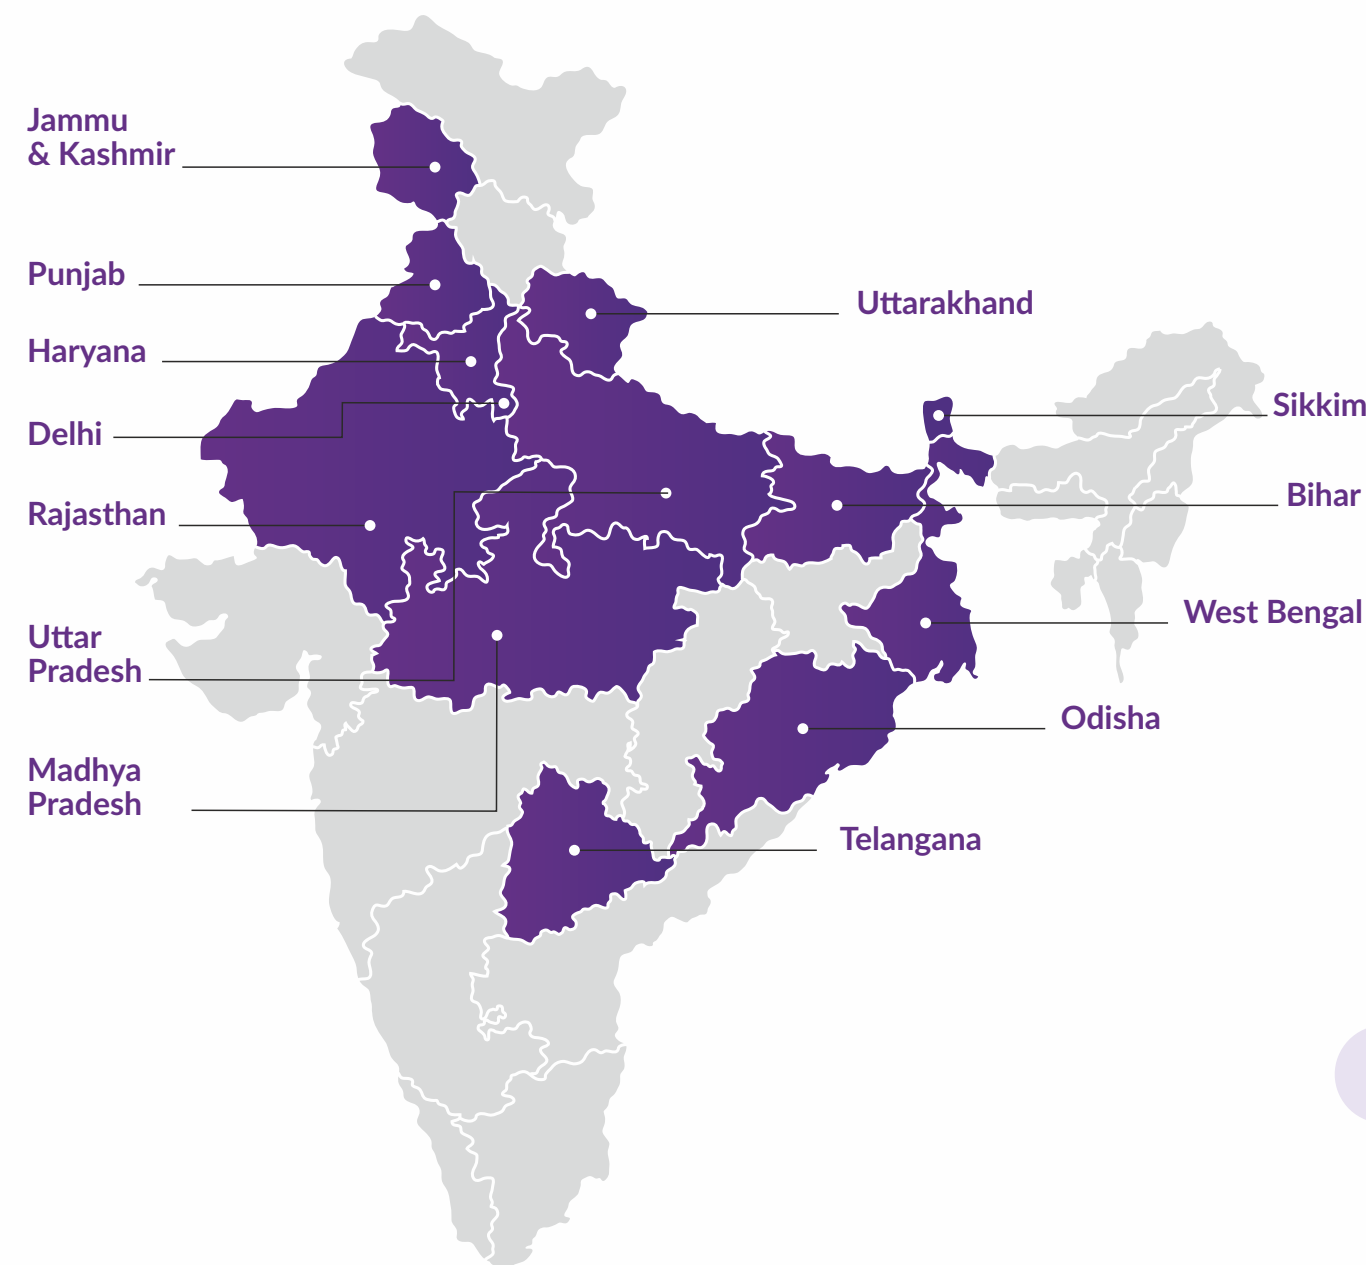 Jammu
& Kashmir
Punjab
Haryana
Delhi
Rajasthan
Uttar
Pradesh
Madhya
Pradesh
Uttarakhand
Sikkim
Bihar
West Bengal
Odisha
Telangana